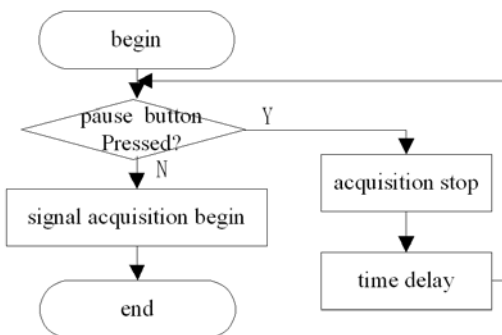 begin
pause button
Pressed?
Y
N
acquisition stop
signal acquisition begin
time delay
end